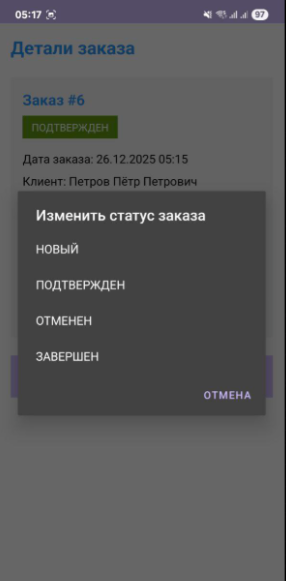 05:17
97
Детали заказа
Заказ #6
ПОДТВЕРЖДЕН
Дата заказа: 26.12.2025 05:15
Клиент: Петров Пётр Петрович
Изменить статус заказа
НОВЫЙ
ПОДТВЕРЖДЕН
ОТМЕНЕН
ЗАВЕРШЕН
ОТМЕНА